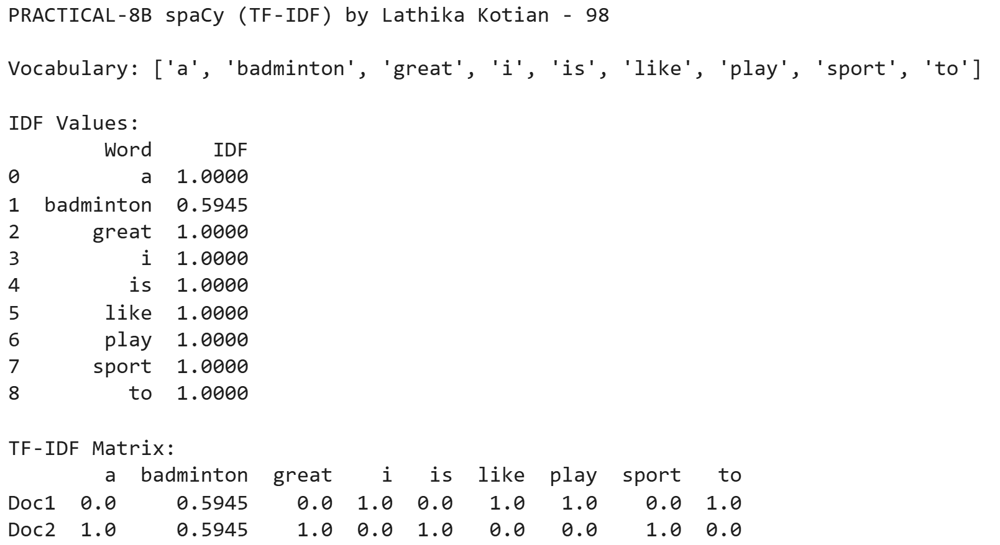 PRACTICAL-8B spaCy (TF-IDF) by Lathika Kotian - 98
Vocabulary: ['a', 'badminton', 'great', 'i', 'is', 'like', 'play', 'sport', 'to']
IDF Values:
        Word     IDF
0          a  1.0000
1  badminton  0.5945
2      great  1.0000
3          i  1.0000
4         is  1.0000
5       like  1.0000
6       play  1.0000
7      sport  1.0000
8         to  1.0000
TF-IDF Matrix:
        a  badminton  great    i   is  like  play  sport   to
Doc1  0.0     0.5945    0.0  1.0  0.0   1.0   1.0    0.0  1.0
Doc2  1.0     0.5945    1.0  0.0  1.0   0.0   0.0    1.0  0.0